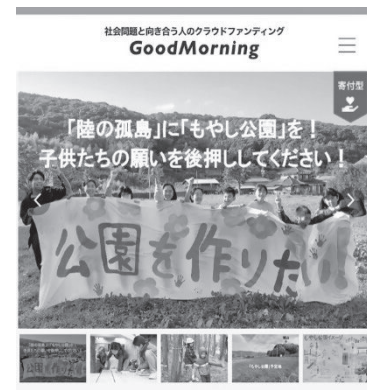 社会問題と向き合う人のクラウドファンディング
GoodMorning
寄付型
「陸の孤島」に「もやし公園」を!
子供たちの願いを後押ししてください!
公園を作りたい!!